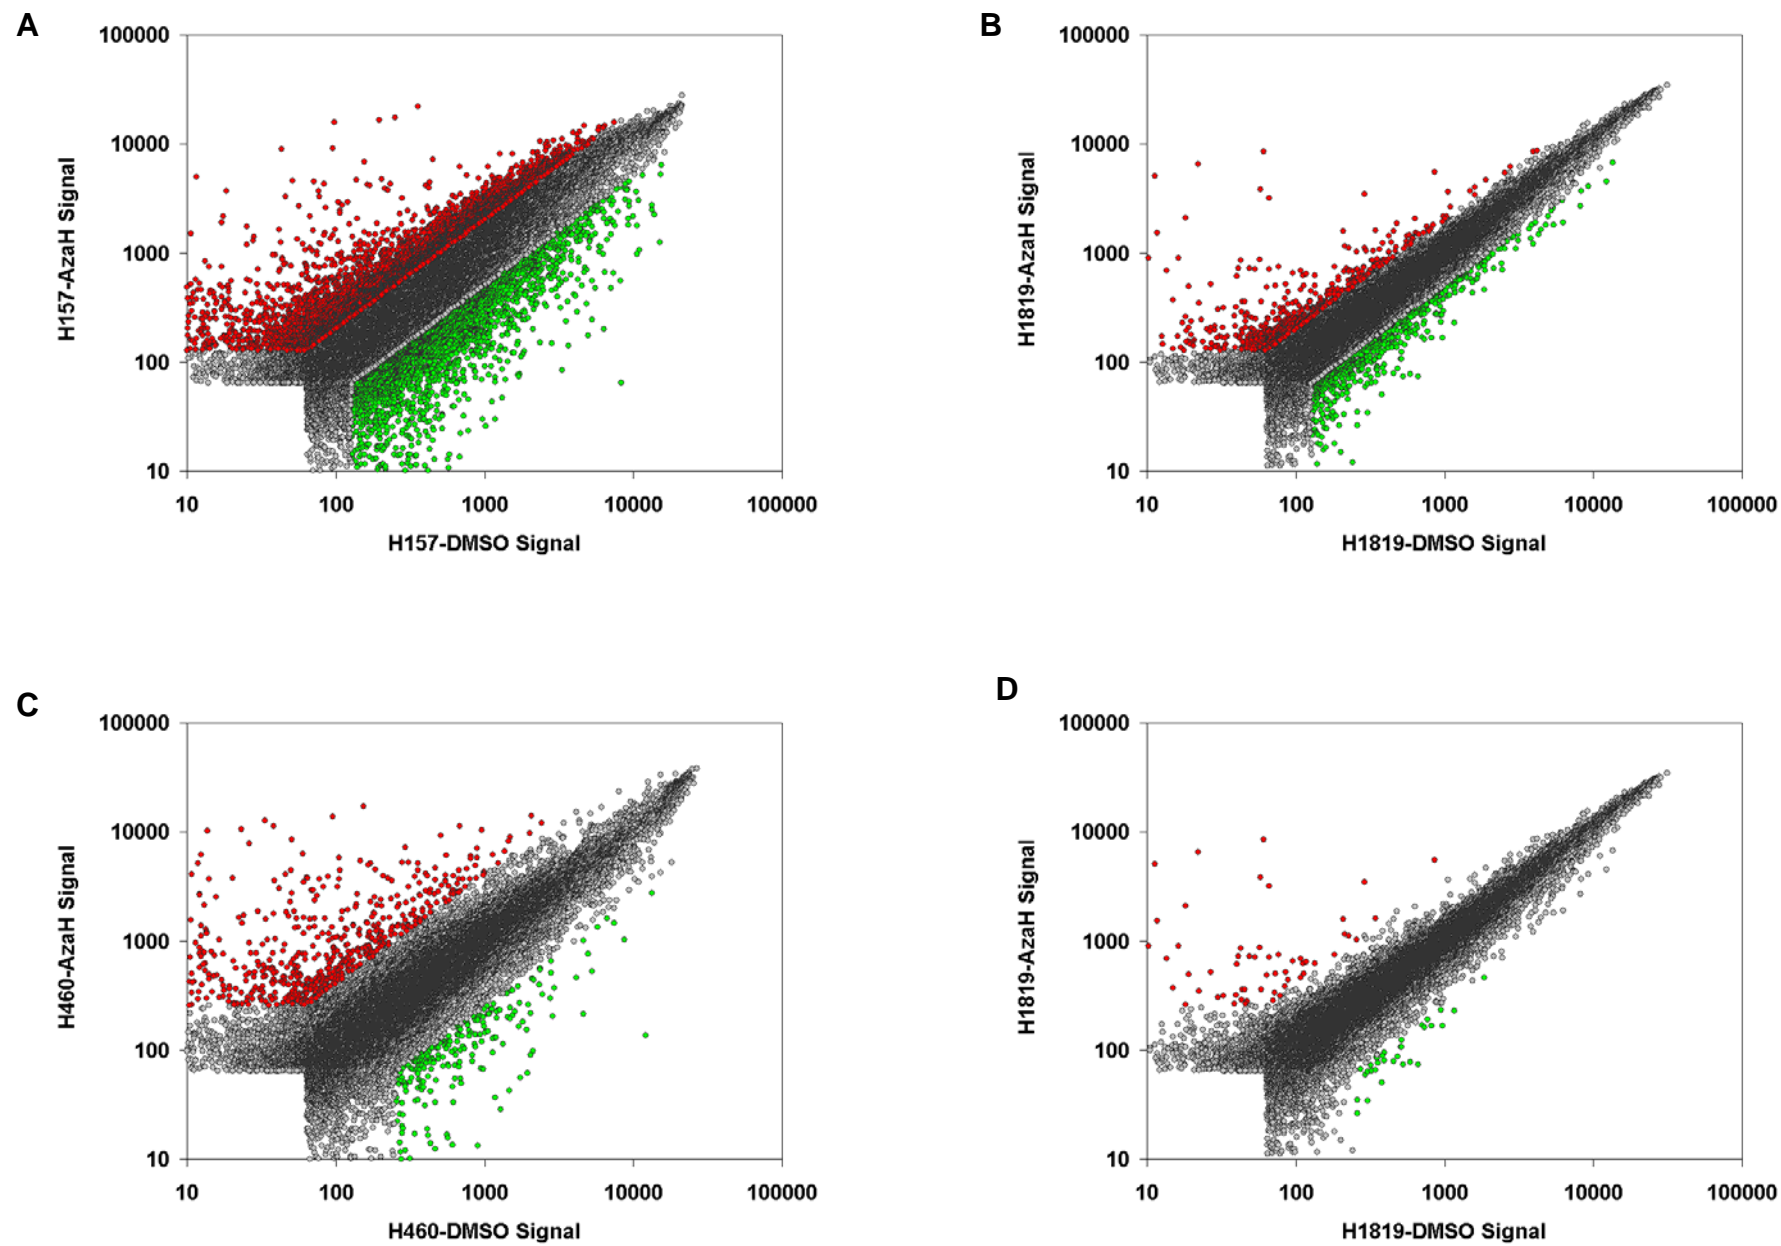 A
100000
10000
1000
100
10
H157-AzaH Signal
10 100 1000 10000 100000
H157-DMSO Signal
B
100000
10000
1000
100
10
H1819-AzaH Signal
10 100 1000 10000 100000
H1819-DMSO Signal
C
100000
10000
1000
100
10
H460-AzaH Signal
10 100 1000 10000 100000
H460-DMSO Signal
D
100000
10000
1000
100
10
H1819-AzaH Signal
10 100 1000 10000 100000
H1819-DMSO Signal